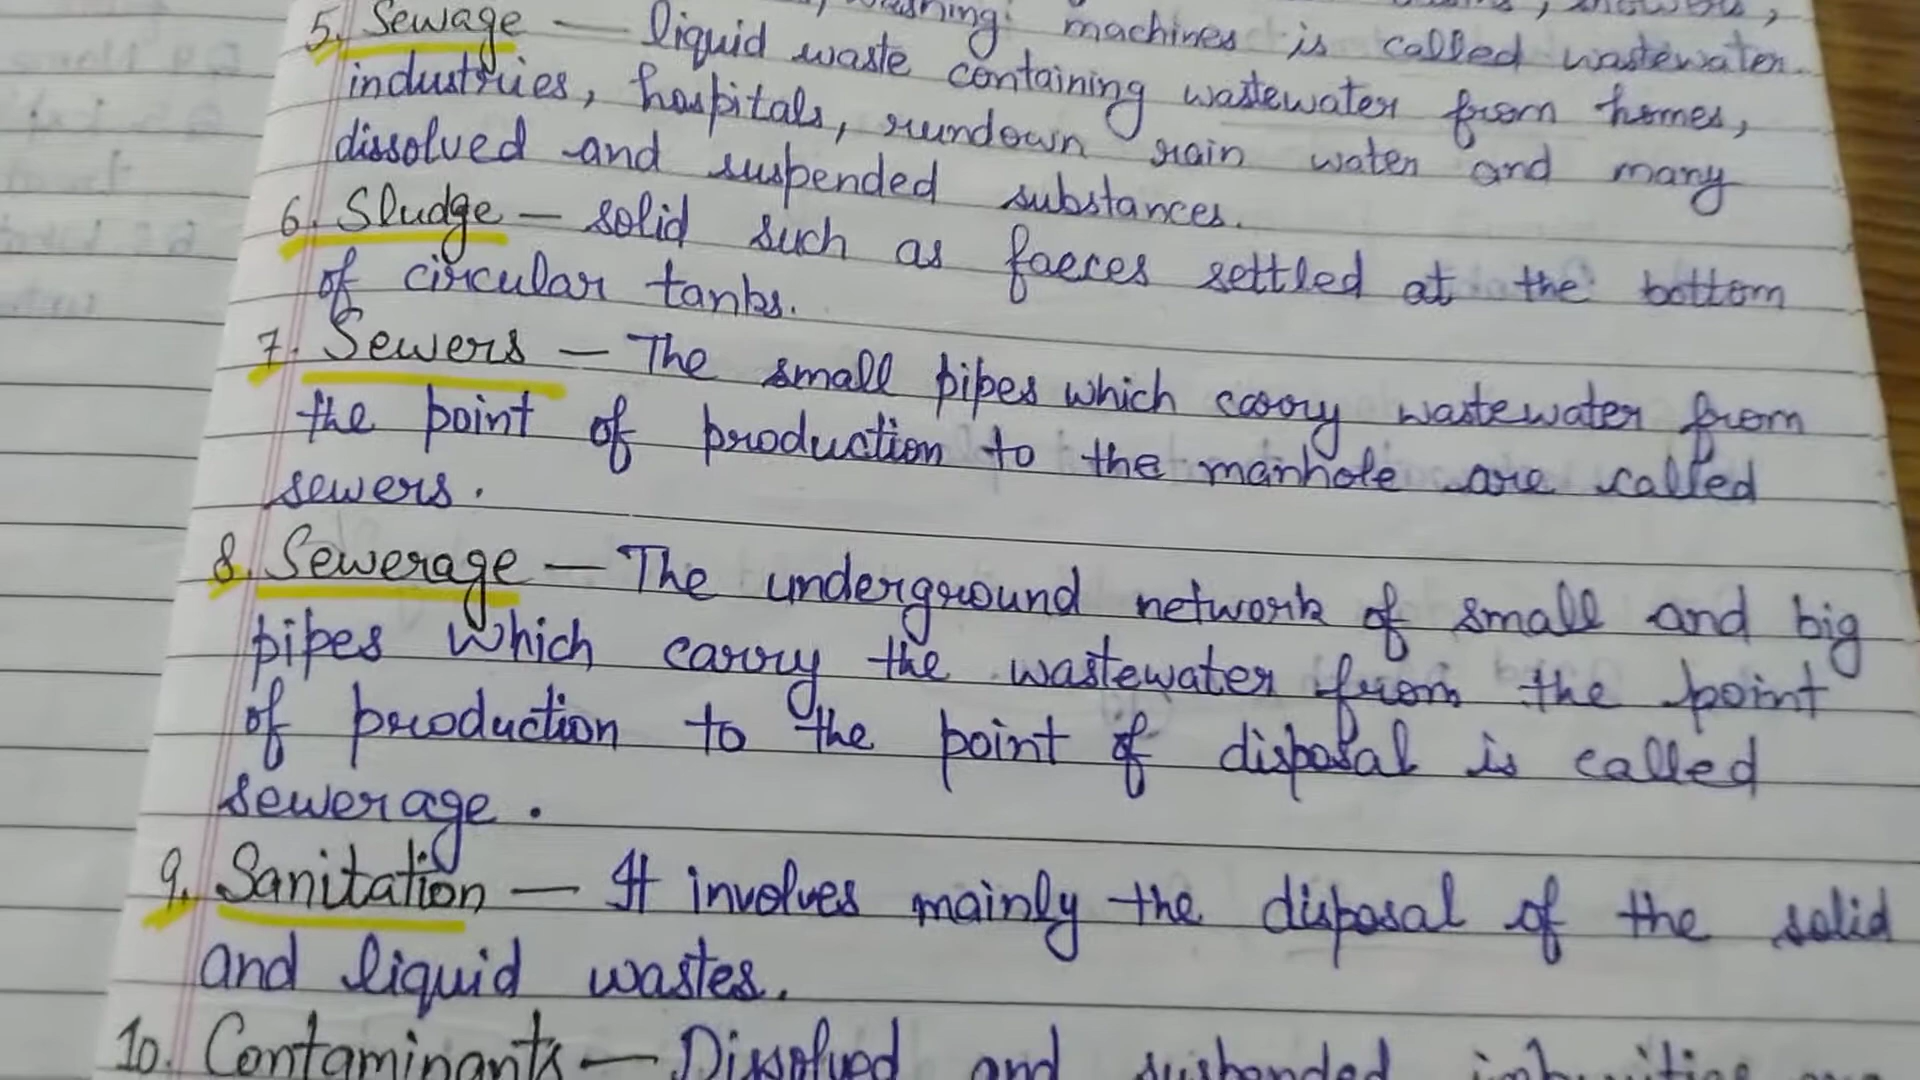 washing machines is called wastewater.
5. Sewage — liquid waste containing wastewater from homes,
industries, hospitals, rundown rain water and many
dissolved and suspended substances.
6. Sludge — solid such as faeces settled at the bottom
of circular tanks.
7. Sewers — The small pipes which carry wastewater from
the point of production to the manhole are called
sewers.
8. Sewerage — The underground network of small and big
pipes which carry the wastewater from the point
of production to the point of disposal is called
sewerage.
9. Sanitation — It involves mainly the disposal of the solid
and liquid wastes.
10. Contaminants — Dissolved and suspended impurities